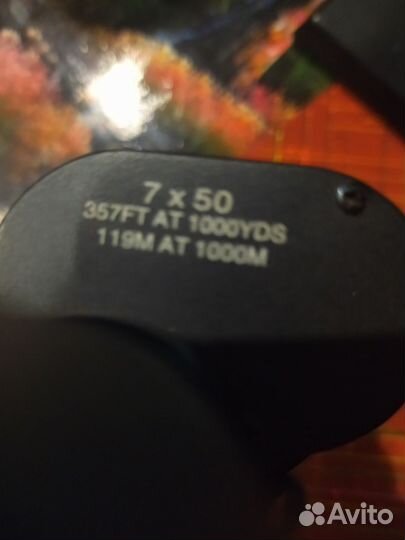 7 x 50
357FT AT 1000YDS
119M AT 1000M
Avito